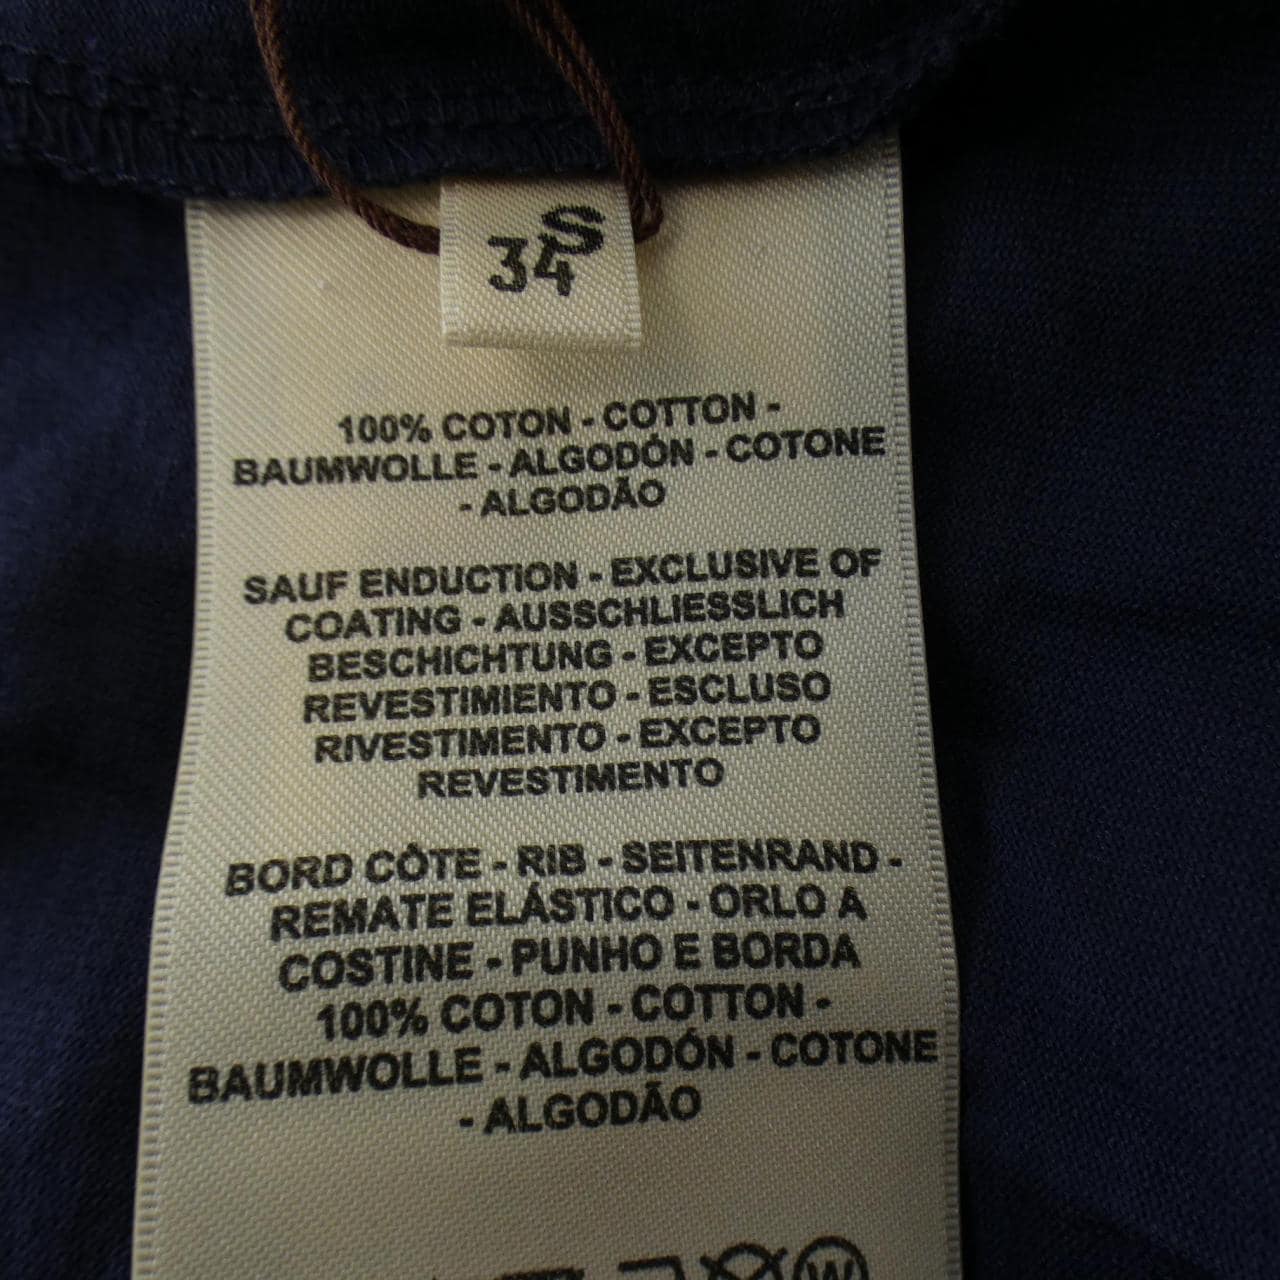 S
34
100% COTON - COTTON -
BAUMWOLLE - ALGODÓN - COTONE
- ALGODÃO
SAUF ENDUCTION - EXCLUSIVE OF
COATING - AUSSCHLIESSLICH
BESCHICHTUNG - EXCEPTO
REVESTIMIENTO - ESCLUSO
RIVESTIMENTO - EXCEPTO
REVESTIMENTO
BORD CÔTE - RIB - SEITENRAND -
REMATE ELÁSTICO - ORLO A
COSTINE - PUNHO E BORDA
100% COTON - COTTON -
BAUMWOLLE - ALGODÓN - COTONE
- ALGODÃO
W